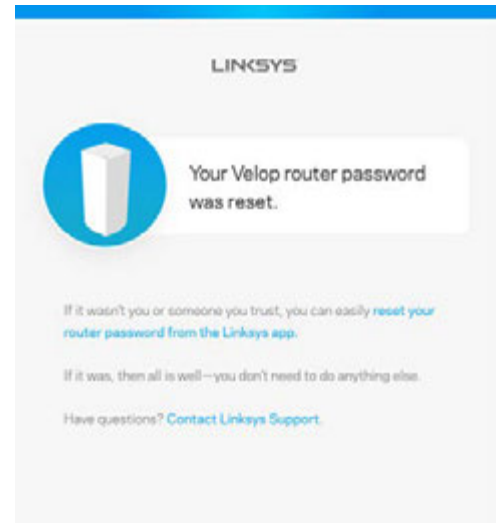 LINKSYS
Your Velop router password
was reset.
If it wasn't you or someone you trust, you can easily reset your
router password from the Linksys app.
If it was, then all is well—you don't need to do anything else.
Have questions? Contact Linksys Support.